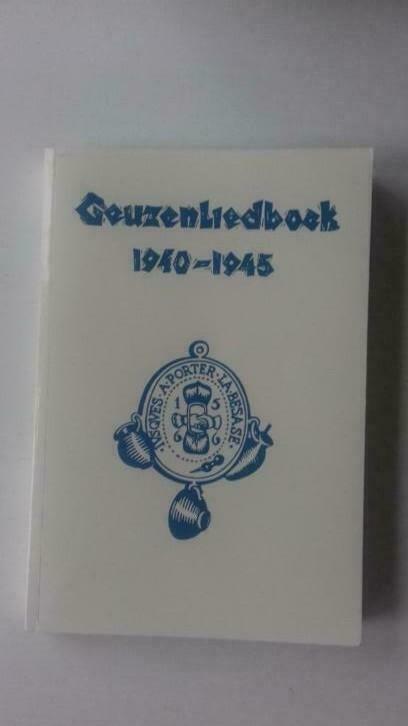 Geuzenliedboek
1940-1945
·JVSQVES·A·PORTER·LA·BESASE·
15
66